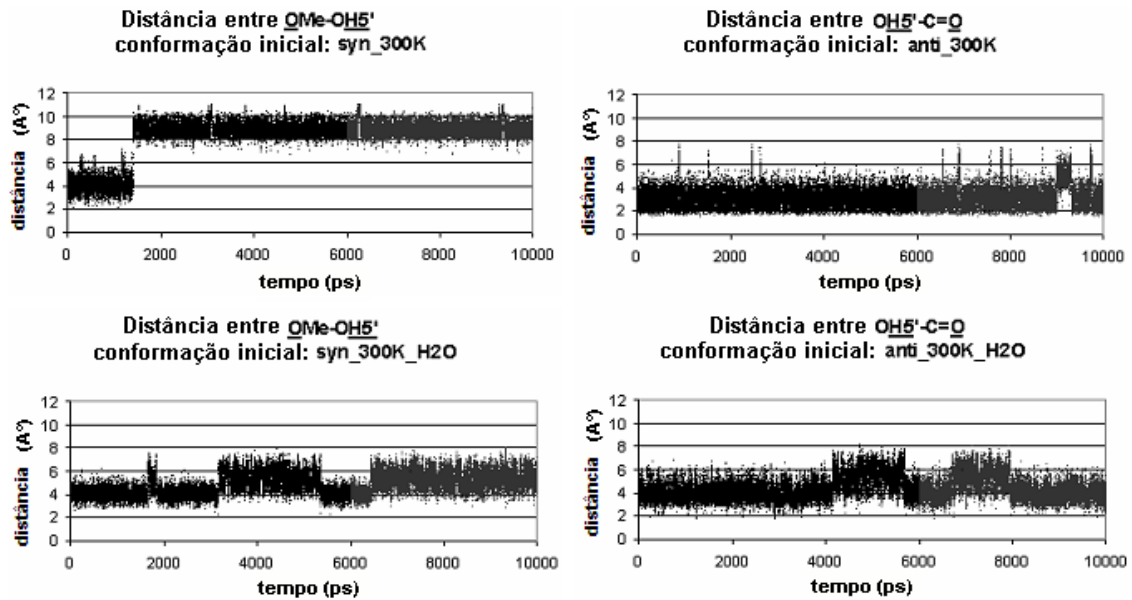 Distância entre OMe-OH5'
conformação inicial: syn_300K
12
10
8
6
4
2
0
distância (Aº)
0 2000 4000 6000 8000 10000
tempo (ps)
Distância entre OH5'-C=O
conformação inicial: anti_300K
12
10
8
6
4
2
0
distância (Aº)
0 2000 4000 6000 8000 10000
tempo (ps)
Distância entre OMe-OH5'
conformação inicial: syn_300K_H2O
12
10
8
6
4
2
0
distância (Aº)
0 2000 4000 6000 8000 10000
tempo (ps)
Distância entre OH5'-C=O
conformação inicial: anti_300K_H2O
12
10
8
6
4
2
0
distância (Aº)
0 2000 4000 6000 8000 10000
tempo (ps)